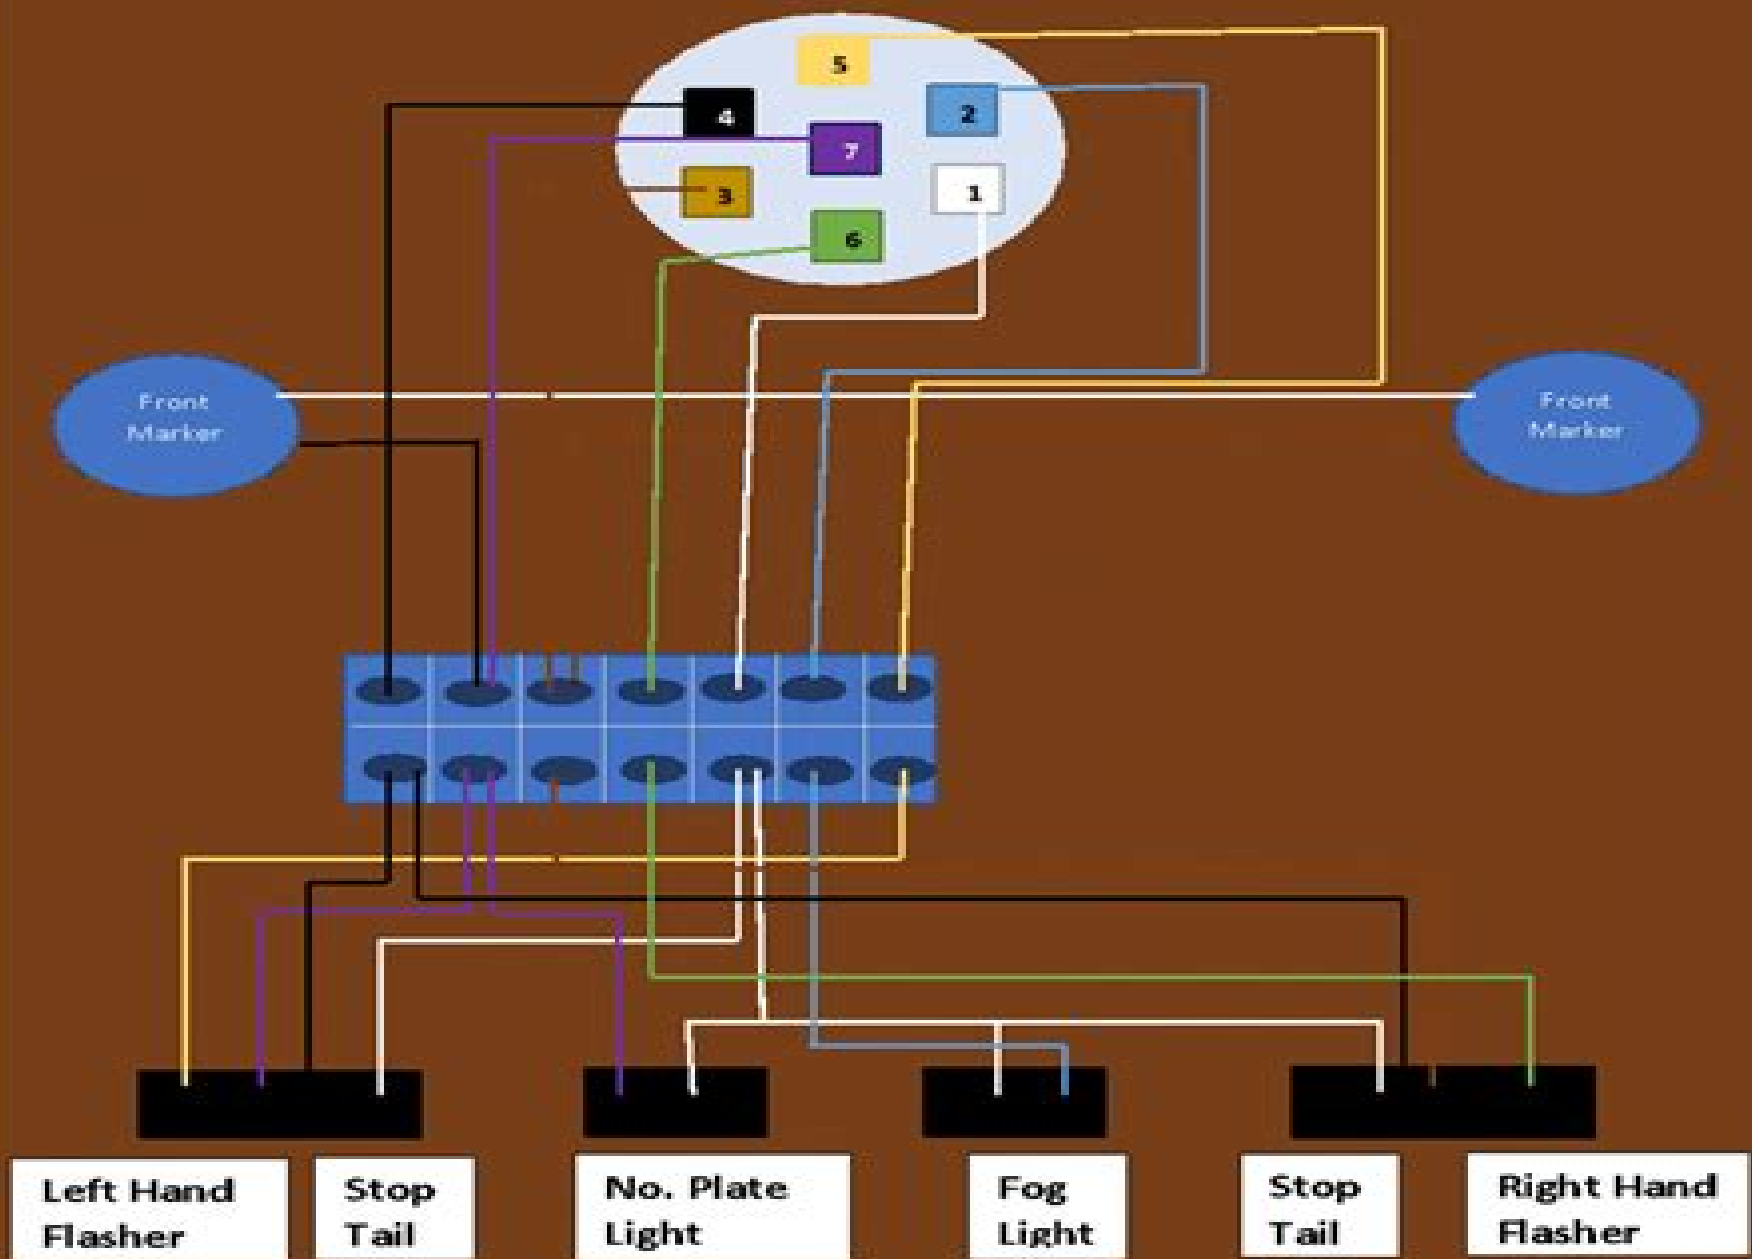 5
4
2
7
3
1
6
Front
Marker
Front
Marker
Left Hand
Flasher
Stop
Tail
No. Plate
Light
Fog
Light
Stop
Tail
Right Hand
Flasher